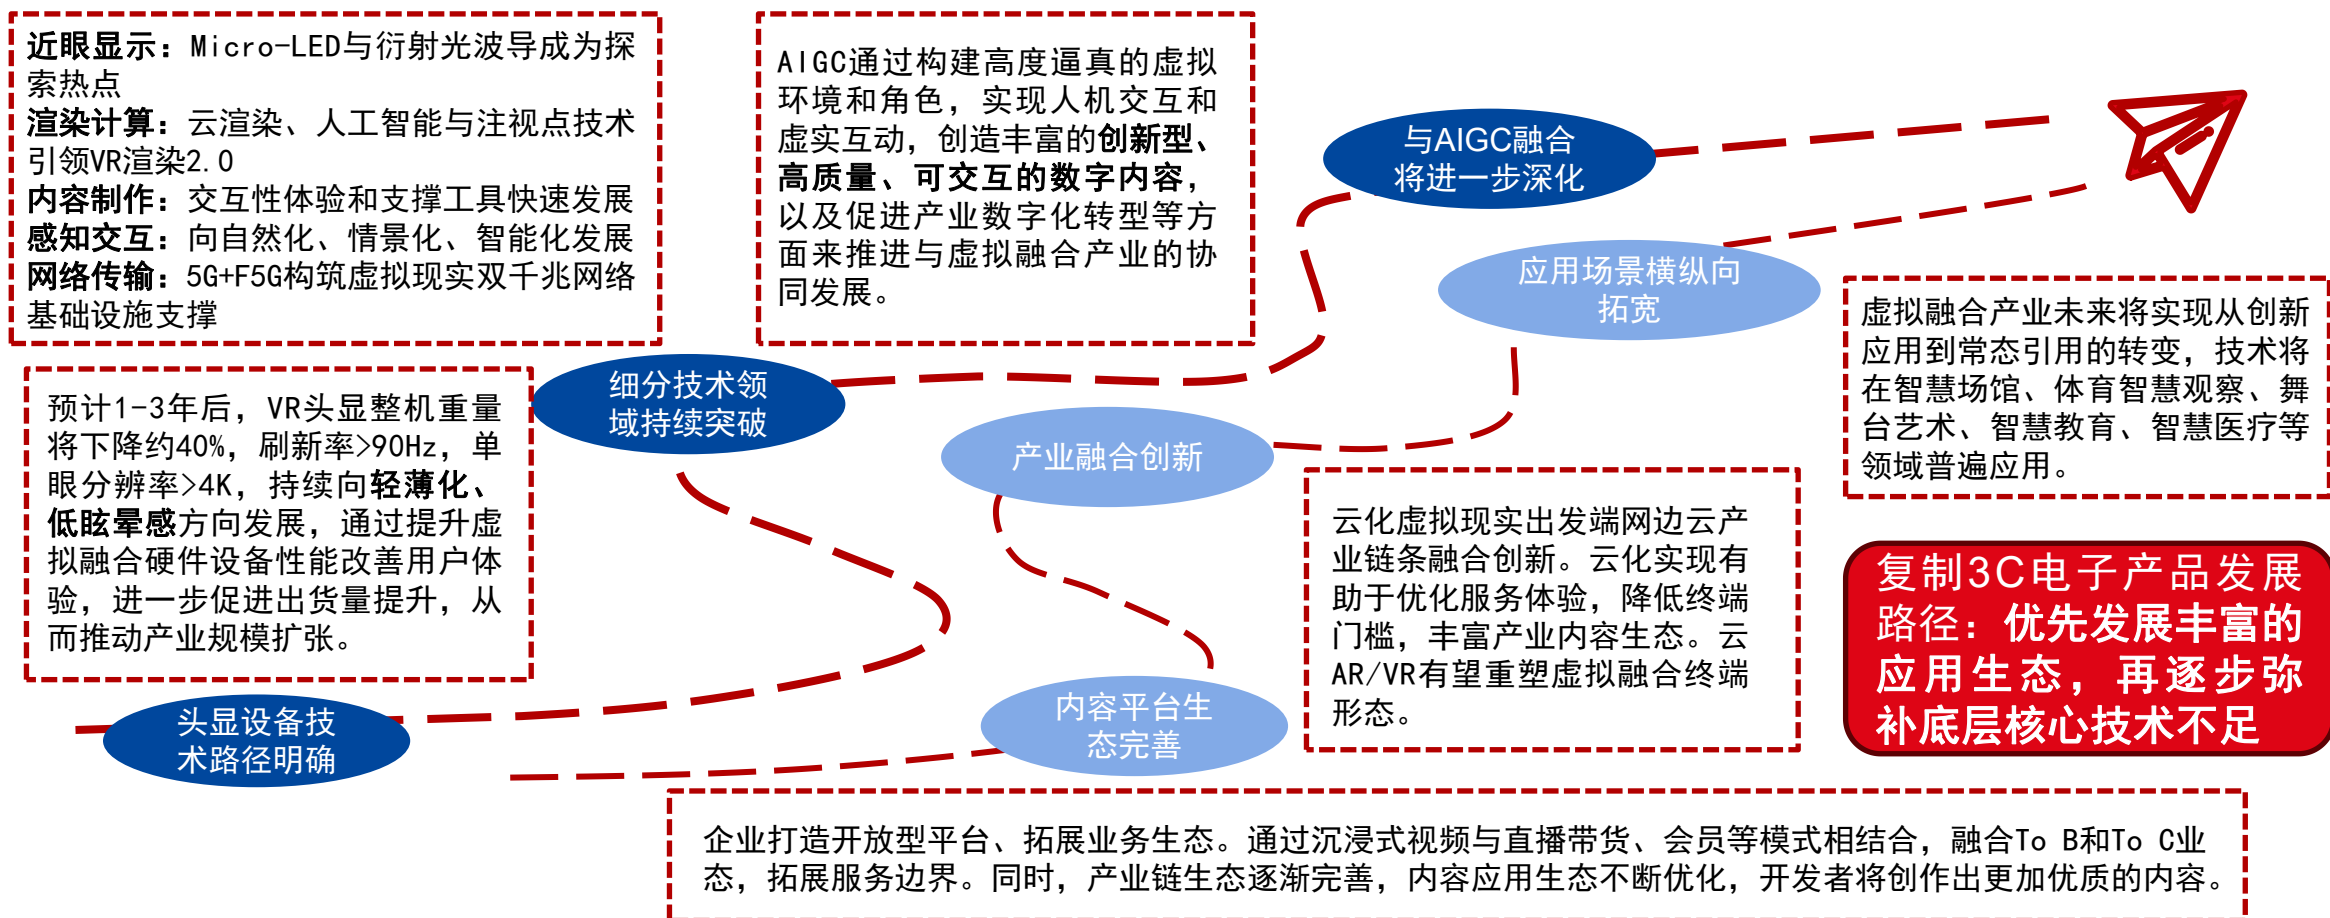 近眼显示：Micro-LED与衍射光波导成为探
索热点
渲染计算：云渲染、人工智能与注视点技术
引领VR渲染2.0
内容制作：交互性体验和支撑工具快速发展
感知交互：向自然化、情景化、智能化发展
网络传输：5G+F5G构筑虚拟现实双千兆网络
基础设施支撑
AIGC通过构建高度逼真的虚拟
环境和角色，实现人机交互和
虚实互动，创造丰富的创新型、
高质量、可交互的数字内容，
以及促进产业数字化转型等方
面来推进与虚拟融合产业的协
同发展。
与AIGC融合
将进一步深化
应用场景横纵向
拓宽
虚拟融合产业未来将实现从创新
应用到常态引用的转变，技术将
在智慧场馆、体育智慧观察、舞
台艺术、智慧教育、智慧医疗等
领域普遍应用。
预计1-3年后，VR头显整机重量
将下降约40%，刷新率>90Hz，单
眼分辨率>4K，持续向轻薄化、
低眩晕感方向发展，通过提升虚
拟融合硬件设备性能改善用户体
验，进一步促进出货量提升，从
而推动产业规模扩张。
细分技术领
域持续突破
产业融合创新
云化虚拟现实出发端网边云产
业链条融合创新。云化实现有
助于优化服务体验，降低终端
门槛，丰富产业内容生态。云
AR/VR有望重塑虚拟融合终端
形态。
复制3C电子产品发展
路径：优先发展丰富的
应用生态，再逐步弥
补底层核心技术不足
头显设备技
术路径明确
内容平台生
态完善
企业打造开放型平台、拓展业务生态。通过沉浸式视频与直播带货、会员等模式相结合，融合To B和To C业
态，拓展服务边界。同时，产业链生态逐渐完善，内容应用生态不断优化，开发者将创作出更加优质的内容。